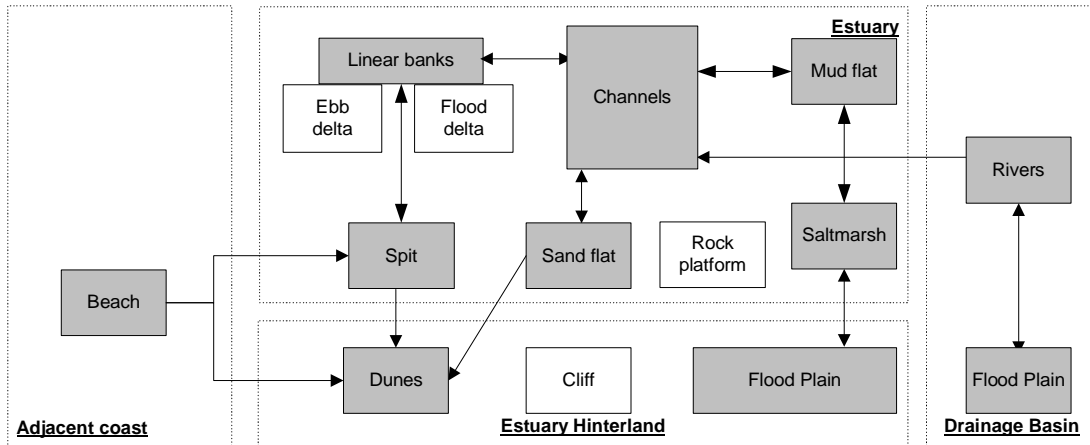 Estuary
Linear banks
Ebb
delta
Flood
delta
Channels
Mud flat
Rivers
Spit
Sand flat
Rock
platform
Saltmarsh
Beach
Dunes
Cliff
Flood Plain
Flood Plain
Adjacent coast
Estuary Hinterland
Drainage Basin